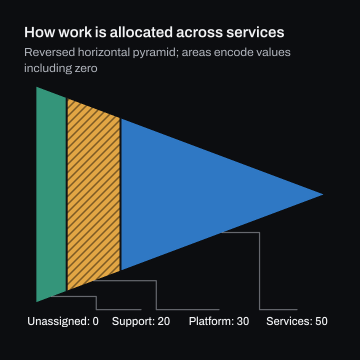 How work is allocated across services
Reversed horizontal pyramid; areas encode values
including zero
Unassigned: 0 Support: 20 Platform: 30 Services: 50